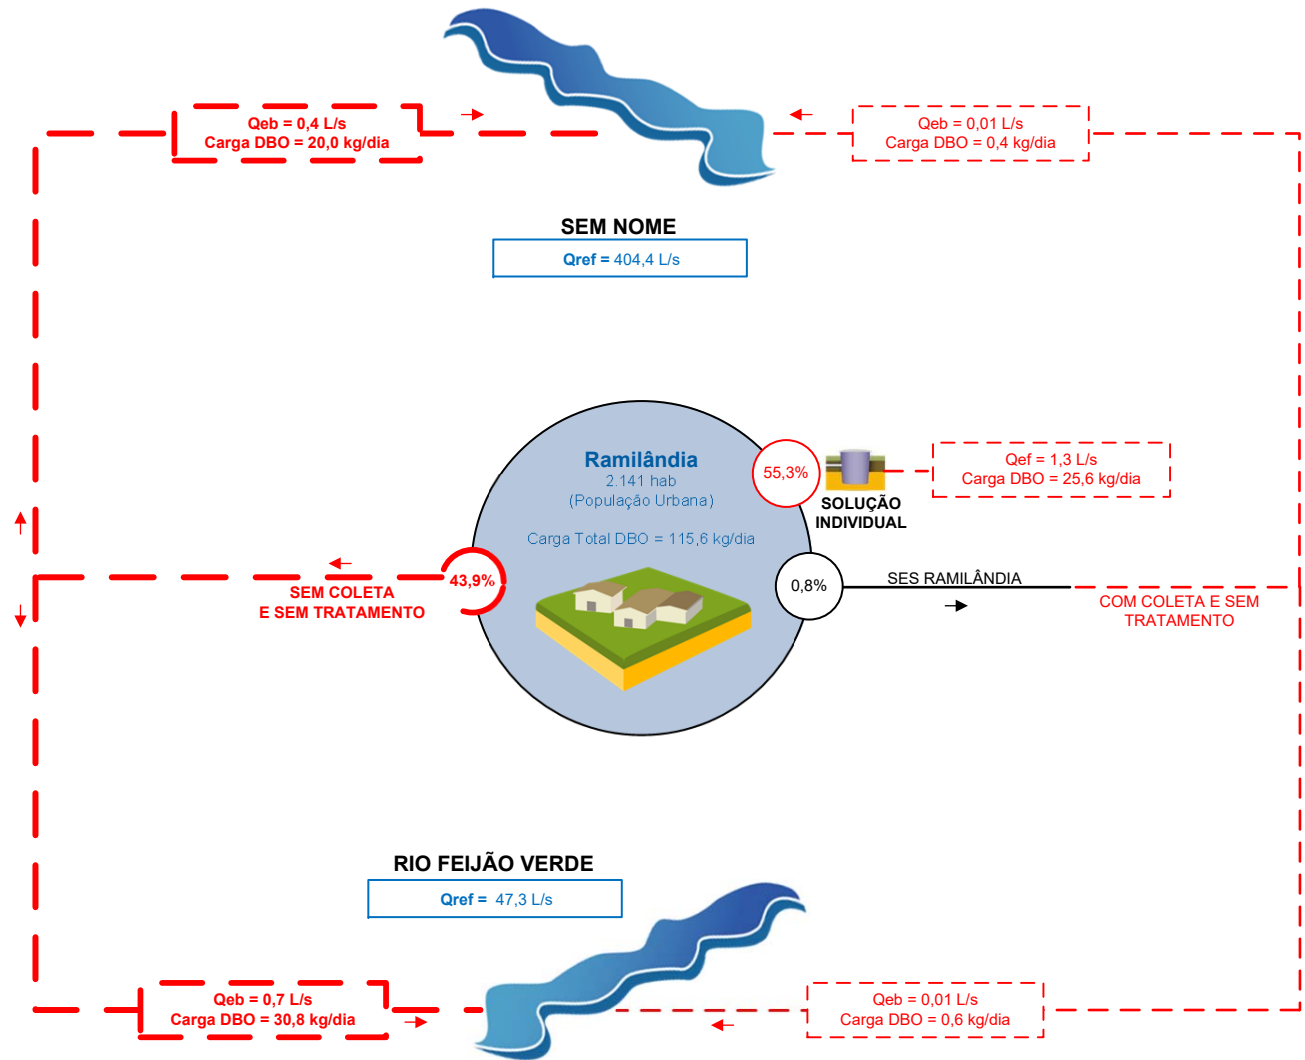 Qeb = 0,4 L/s
Carga DBO = 20,0 kg/dia
Qeb = 0,01 L/s
Carga DBO = 0,4 kg/dia
SEM NOME
Qref = 404,4 L/s
Ramilândia
2.141 hab
(População Urbana)
Carga Total DBO = 115,6 kg/dia
55,3%
SOLUÇÃO
INDIVIDUAL
Qef = 1,3 L/s
Carga DBO = 25,6 kg/dia
43,9%
SEM COLETA
E SEM TRATAMENTO
0,8%
SES RAMILÂNDIA
COM COLETA E SEM
TRATAMENTO
RIO FEIJÃO VERDE
Qref = 47,3 L/s
Qeb = 0,7 L/s
Carga DBO = 30,8 kg/dia
Qeb = 0,01 L/s
Carga DBO = 0,6 kg/dia